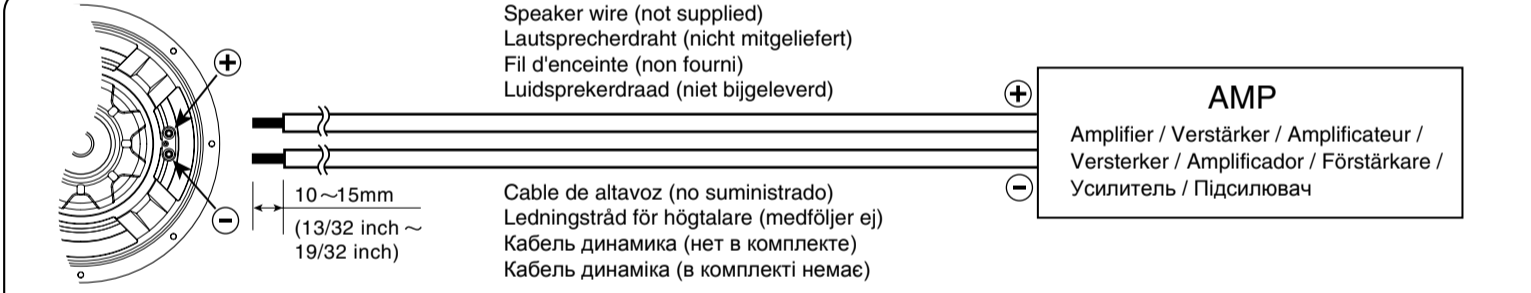 Speaker wire (not supplied)
Lautsprecherdraht (nicht mitgeliefert)
Fil d'enceinte (non fourni)
Luidsprekerdraad (niet bijgeleverd)
+
+
AMP
Amplifier / Verstärker / Amplificateur /
Versterker / Amplificador / Förstärkare /
Усилитель / Підсилювач
−
−
10～15mm
(13/32 inch ～
19/32 inch)
Cable de altavoz (no suministrado)
Ledningstråd för högtalare (medföljer ej)
Кабель динамика (нет в комплекте)
Кабель динаміка (в комплекті немає)